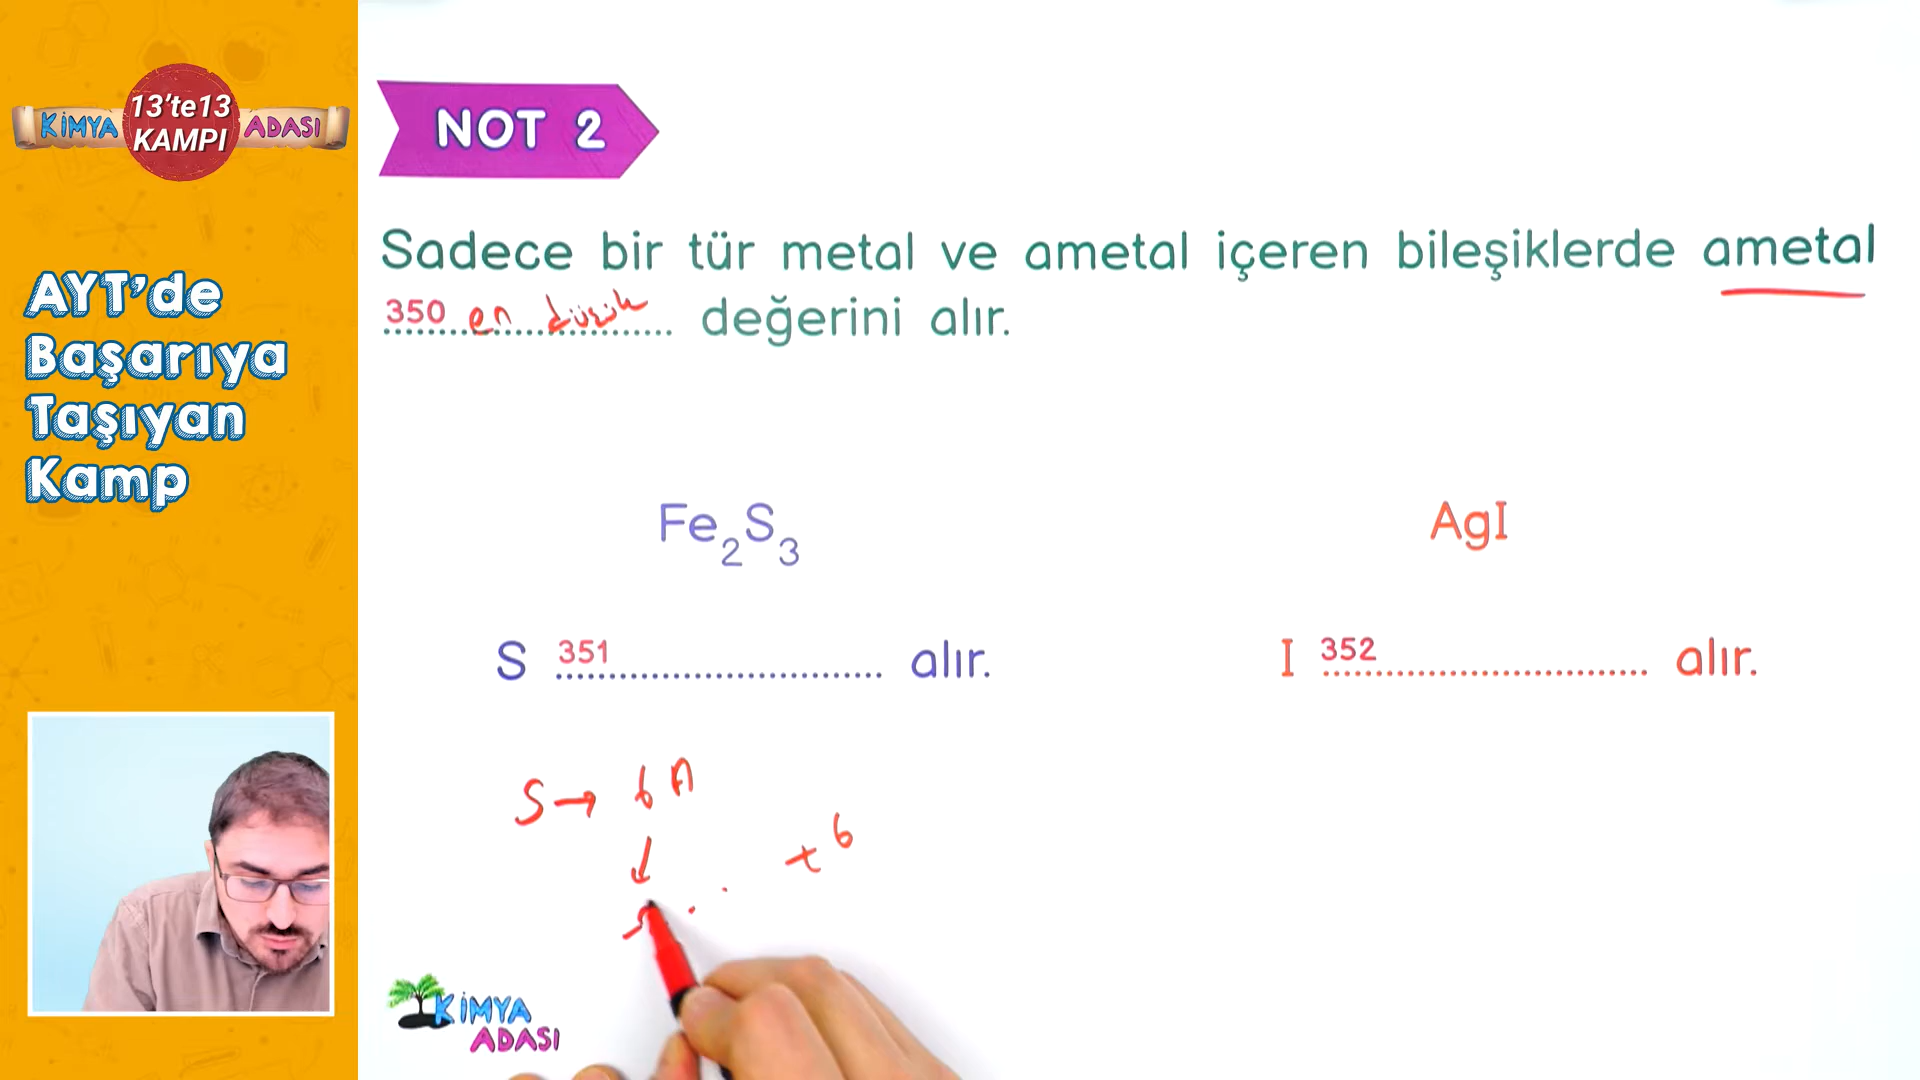 KİMYA 13'te13 KAMPI ADASI
AYT'de
Başarıya
Taşıyan
Kamp
NOT 2
Sadece bir tür metal ve ametal içeren bileşiklerde ametal
350 en düşük değerini alır.
Fe₂S₃
AgI
S 351.............................. alır.
I 352.............................. alır.
S → 6A
+6
KİMYA
ADASI